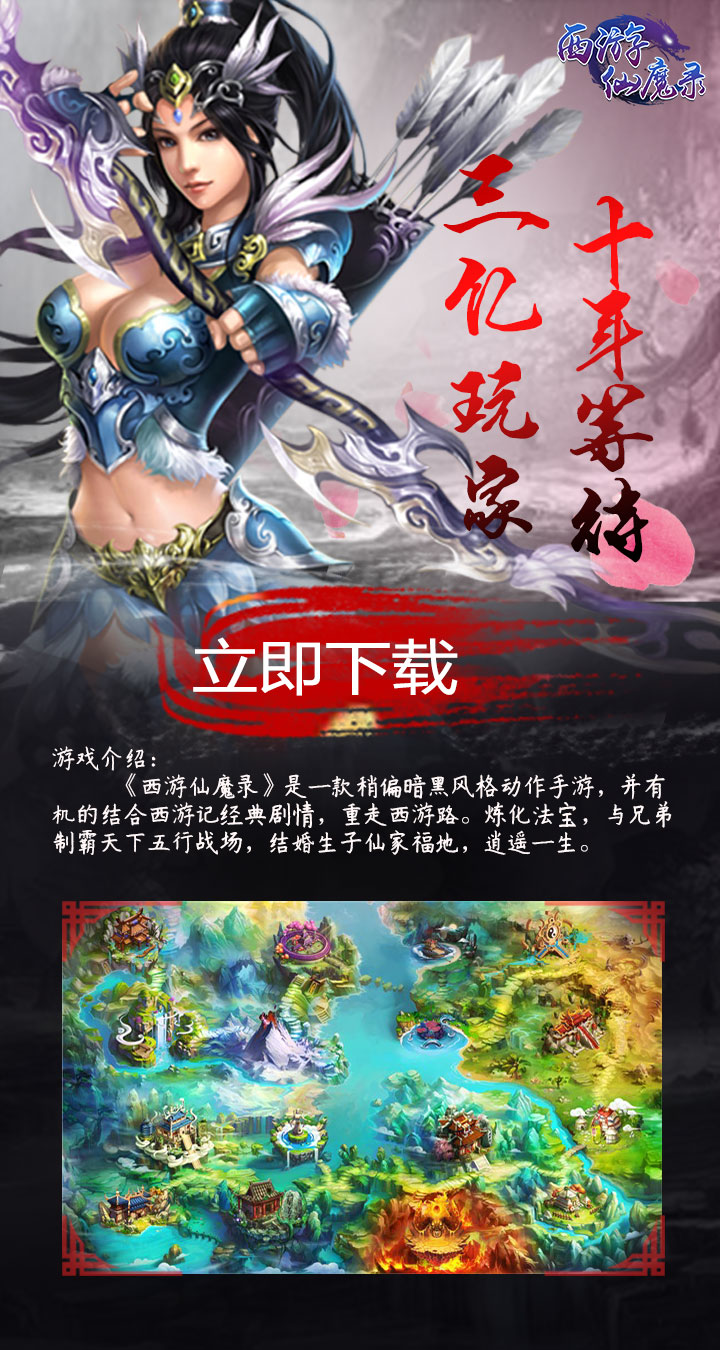 西游
仙魔录
十年等待
三亿玩家
立即下载
游戏介绍：
《西游仙魔录》是一款稍偏暗黑风格动作手游，并有
机的结合西游记经典剧情，重走西游路。炼化法宝，与兄弟
制霸天下五行战场，结婚生子仙家福地，逍遥一生。